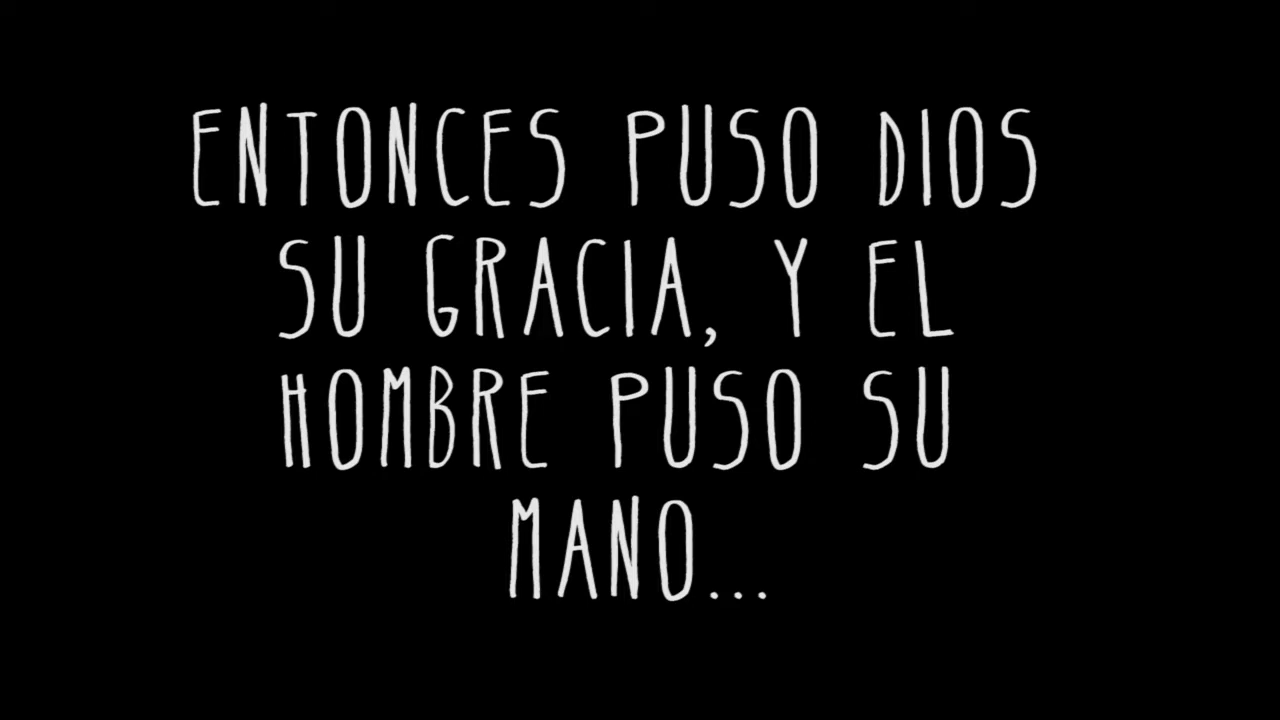 ENTONCES PUSO DIOS
SU GRACIA, Y EL
HOMBRE PUSO SU
MANO...